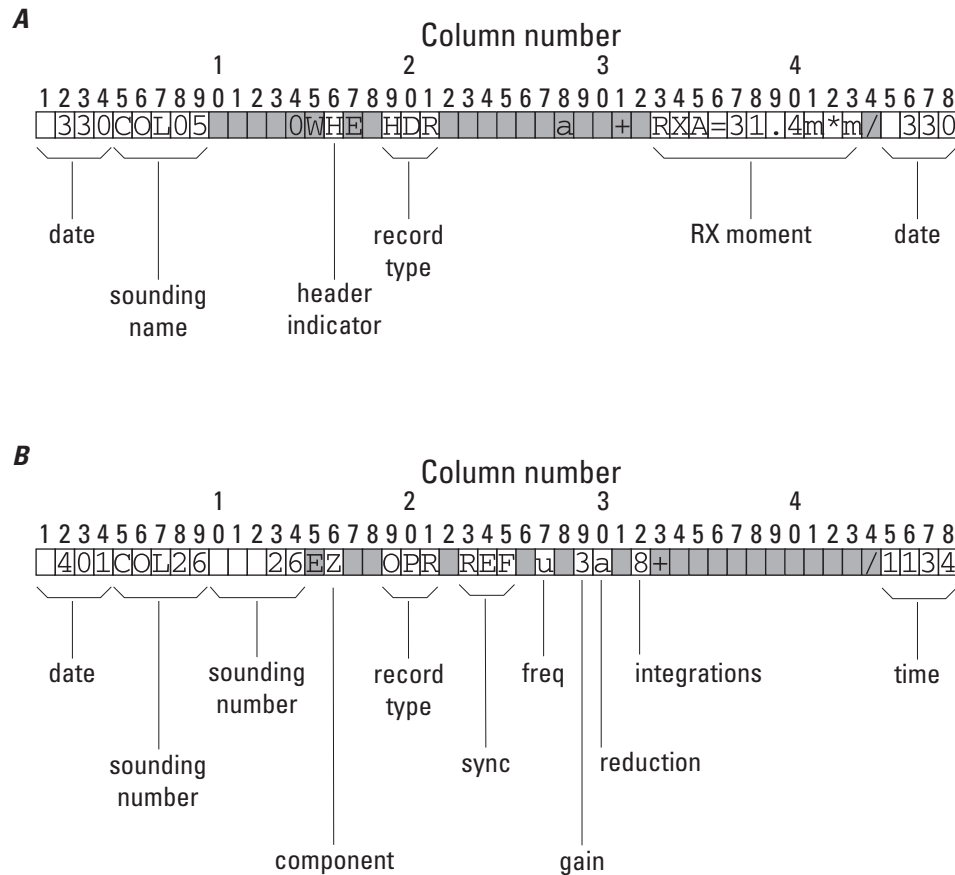 A
Column number
1 2 3 4
1 2 3 4 5 6 7 8 9 0 1 2 3 4 5 6 7 8 9 0 1 2 3 4 5 6 7 8 9 0 1 2 3 4 5 6 7 8 9 0 1 2 3 4 5 6 7 8
330COL05 0WHE HDR a + RXA=31.4m*m/ 330
date record type RX moment date
sounding name header indicator
B
Column number
1 2 3 4
1 2 3 4 5 6 7 8 9 0 1 2 3 4 5 6 7 8 9 0 1 2 3 4 5 6 7 8 9 0 1 2 3 4 5 6 7 8 9 0 1 2 3 4 5 6 7 8
401COL26 26EZ OPR REF u 3a 8+ /1134
date sounding number record type freq integrations time
sounding number sync reduction
component gain